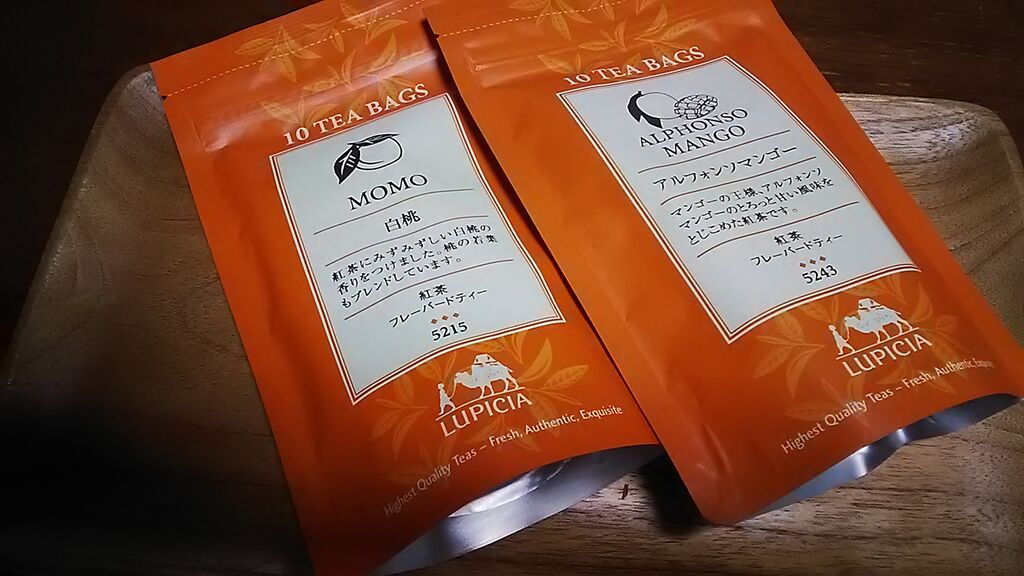 10 TEA BAGS
MOMO
白桃
紅茶にみずみずしい白桃の
香りをつけました。桃の若葉
もブレンドしています。
紅茶
フレーバードティー
5215
LUPICIA
Highest Quality Teas – Fresh, Authentic, Exquisite
10 TEA BAGS
ALPHONSO
MANGO
アルフォンソマンゴー
マンゴーの王様、アルフォンソ
マンゴーのとろっと甘い風味を
とじこめた紅茶です。
紅茶
フレーバードティー
5243
LUPICIA
Highest Quality Teas – Fresh, Authentic, Exquisite